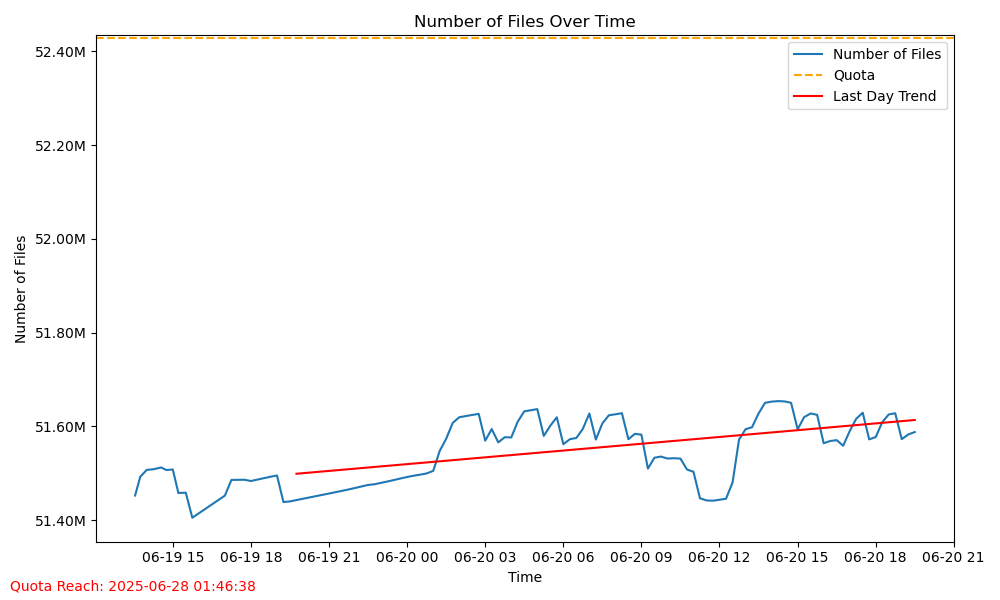 Number of Files Over Time
Number of Files
Quota
Last Day Trend
Number of Files
52.40M
52.20M
52.00M
51.80M
51.60M
51.40M
06-19 15 06-19 18 06-19 21 06-20 00 06-20 03 06-20 06 06-20 09 06-20 12 06-20 15 06-20 18 06-20 21
Time
Quota Reach: 2025-06-28 01:46:38